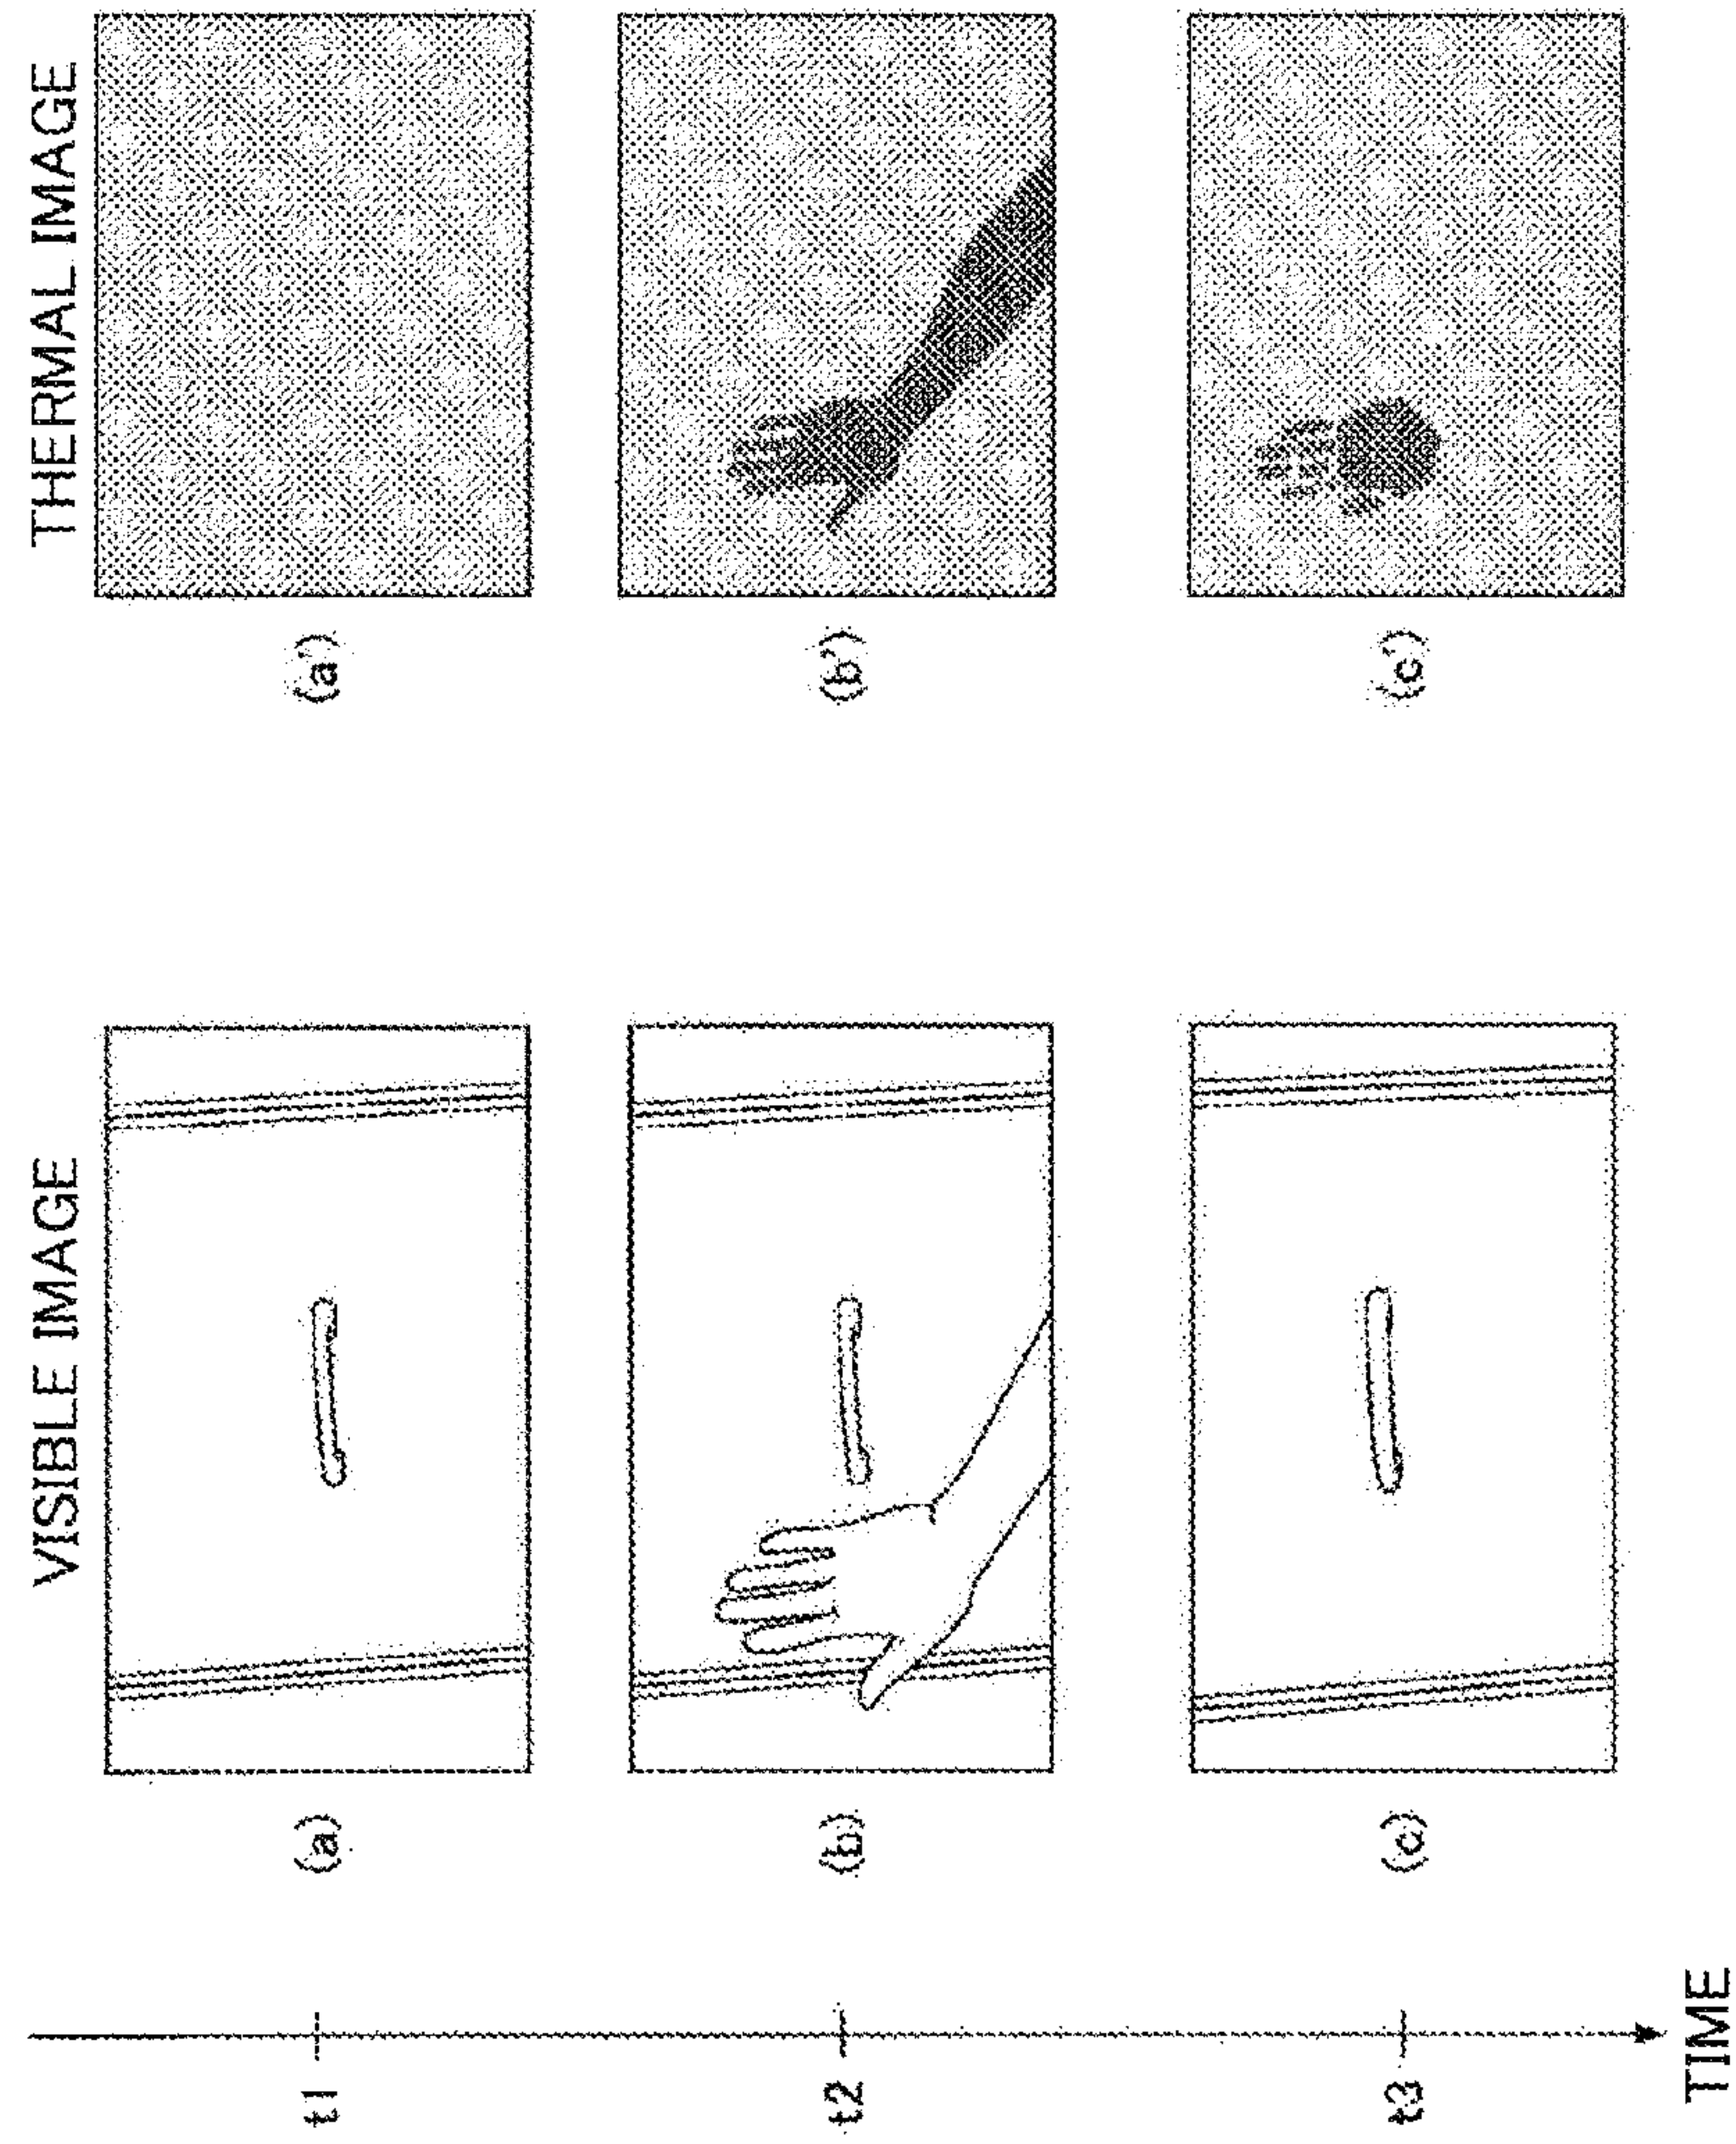 VISIBLE IMAGE
THERMAL IMAGE
t1
(a)
(a')
t2
(b)
(b')
t3
(c)
(c')
TIME